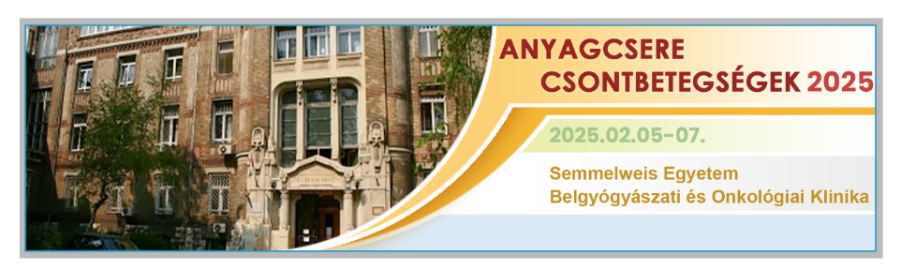 ANYAGCSERE
CSONTBETEGSÉGEK 2025
2025.02.05-07.
Semmelweis Egyetem
Belgyógyászati és Onkológiai Klinika